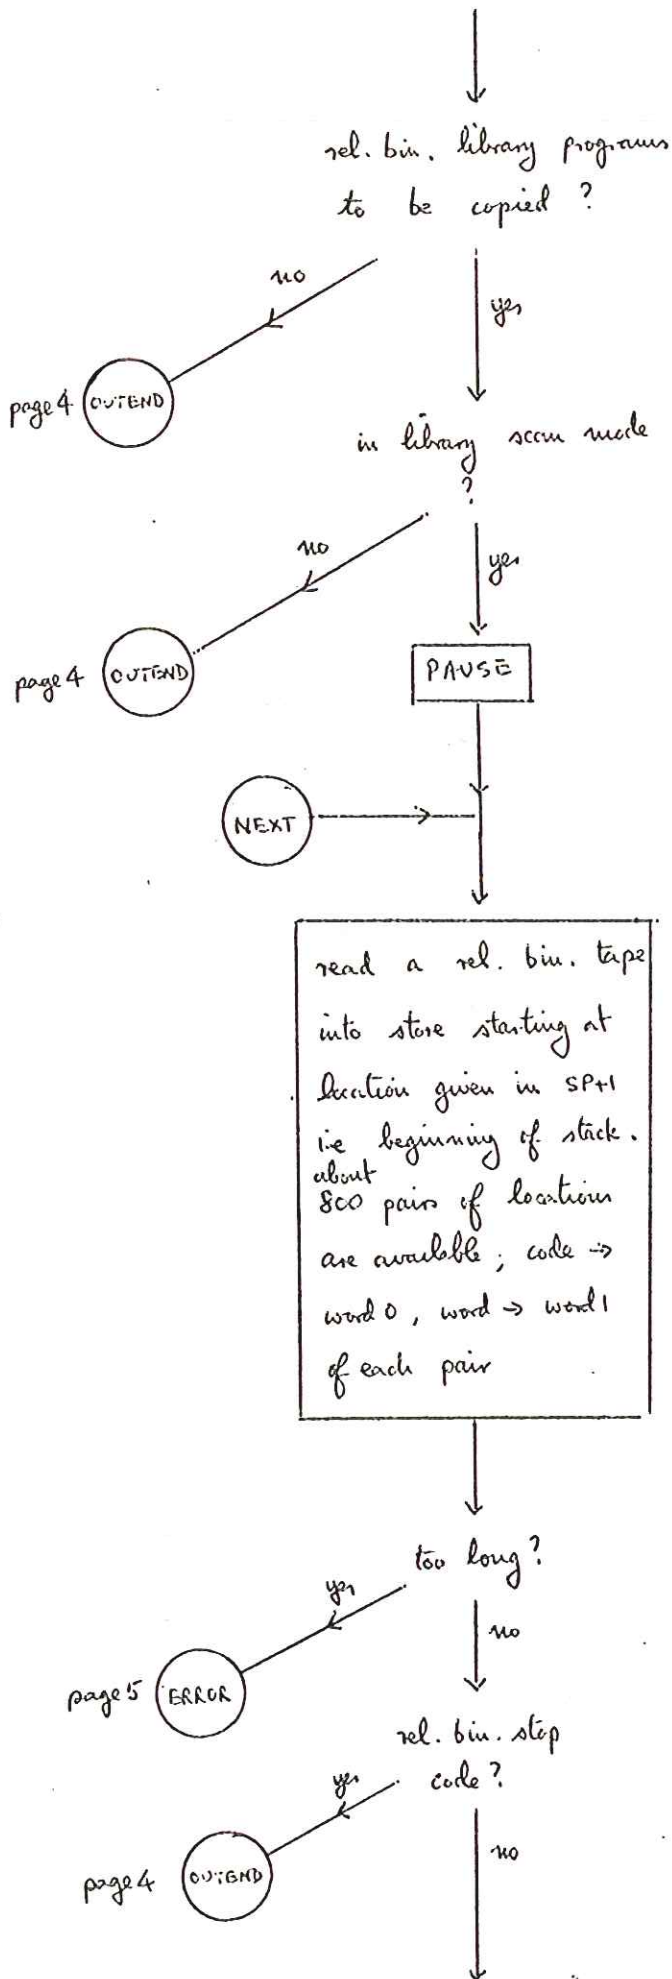 rel. bin. library programs
to be copied ?
no
yes
page 4 OUTEND
in library scan mode
?
no
yes
page 4 OUTEND
PAUSE
NEXT
read a rel. bin. tape
into store starting at
location given in SP+1
i.e beginning of stack.
about
800 pairs of locations
are available ; code →
word 0 , word → word 1
of each pair
too long ?
yes
no
page 5 ERROR
rel. bin. stop
code ?
yes
no
page 4 OUTEND